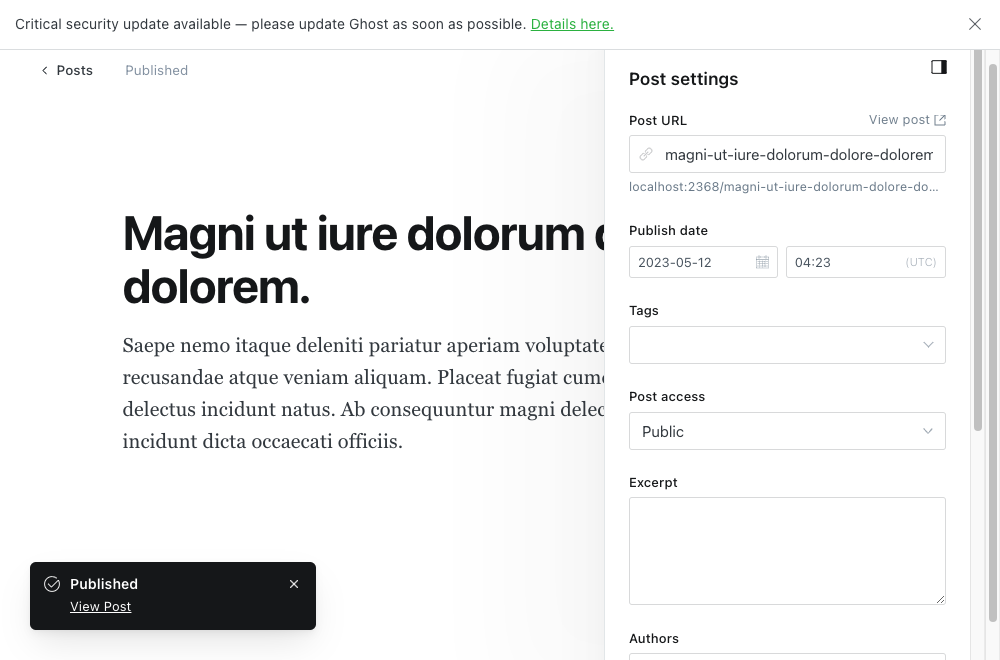 Critical security update available — please update Ghost as soon as possible. Details here.
Posts
Published
Post settings
Post URL
View post
magni-ut-iure-dolorum-dolore-dolorem
localhost:2368/magni-ut-iure-dolorum-dolore-do...
Magni ut iure dolorum
dolorem.
Saepe nemo itaque deleniti pariatur aperiam voluptate
recusandae atque veniam aliquam. Placeat fugiat
delectus incidunt natus. Ab consequuntur magni
incidunt dicta occaecati officiis.
Publish date
2023-05-12
04:23
(UTC)
Tags
Post access
Public
Excerpt
Authors
Published
View Post